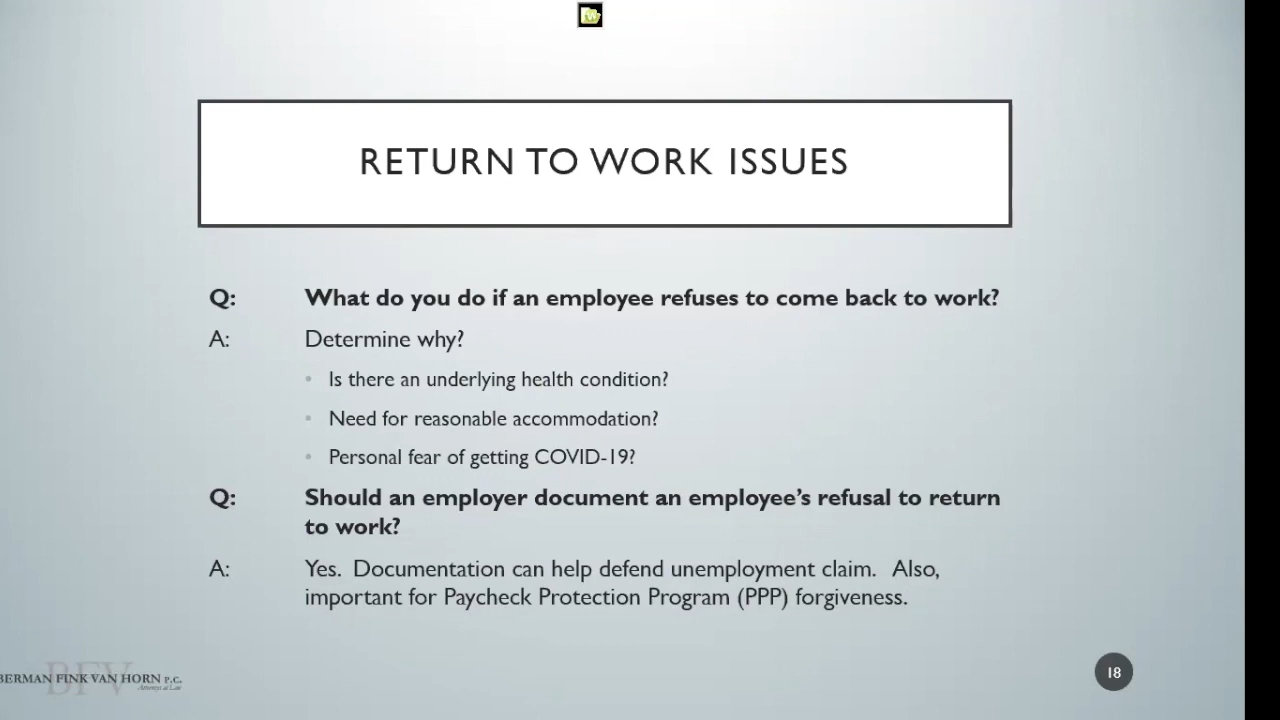 RETURN TO WORK ISSUES
Q: What do you do if an employee refuses to come back to work?
A: Determine why?
• Is there an underlying health condition?
• Need for reasonable accommodation?
• Personal fear of getting COVID-19?
Q: Should an employer document an employee's refusal to return
to work?
A: Yes. Documentation can help defend unemployment claim. Also,
important for Paycheck Protection Program (PPP) forgiveness.
BFV
BERMAN FINK VAN HORN P.C.
Attorneys at Law
18